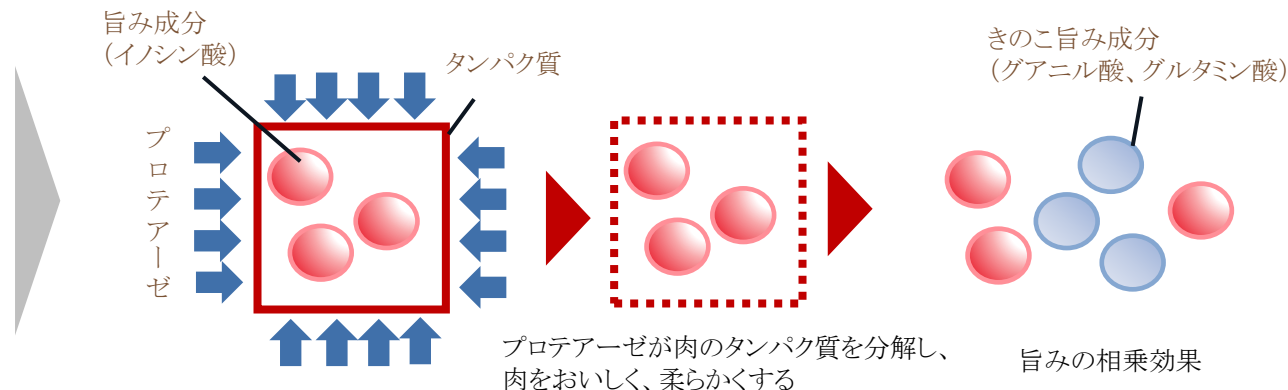 旨み成分
(イノシン酸)
タンパク質
プロテアーゼ
プロテアーゼが肉のタンパク質を分解し、
肉をおいしく、柔らかくする
きのこ旨み成分
(グアニル酸、グルタミン酸)
旨みの相乗効果